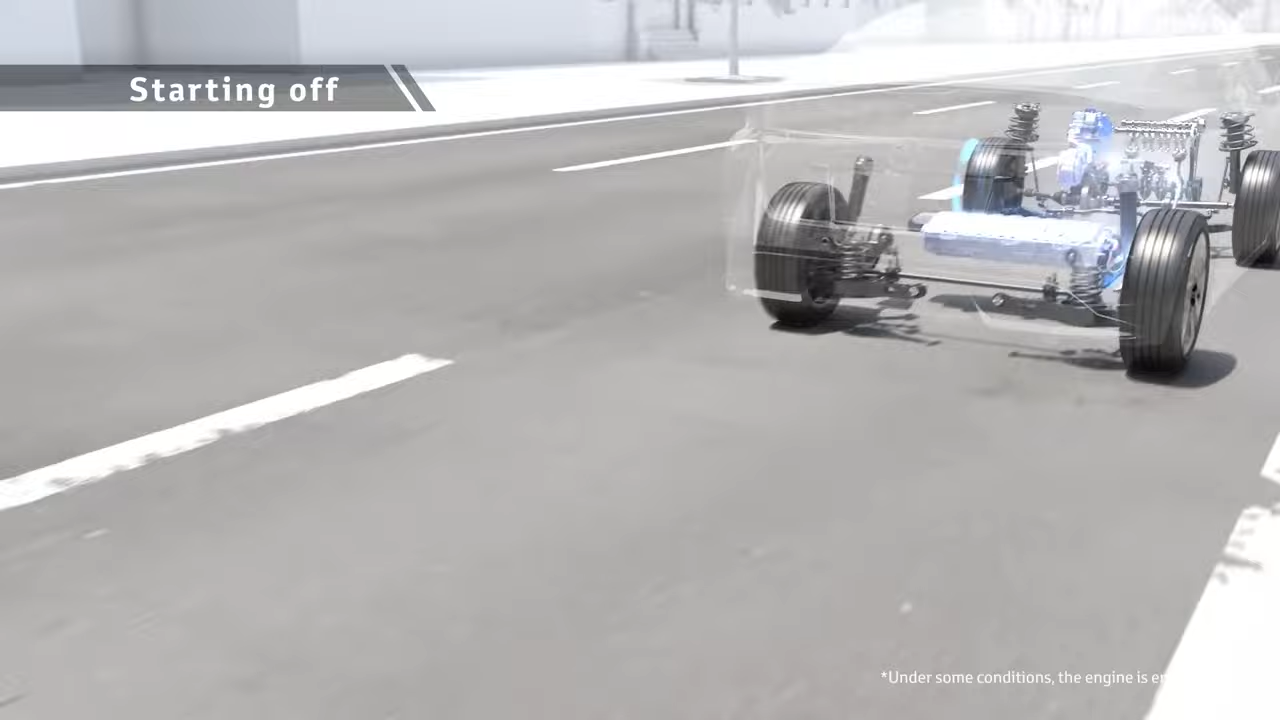 Starting off
*Under some conditions, the engine is